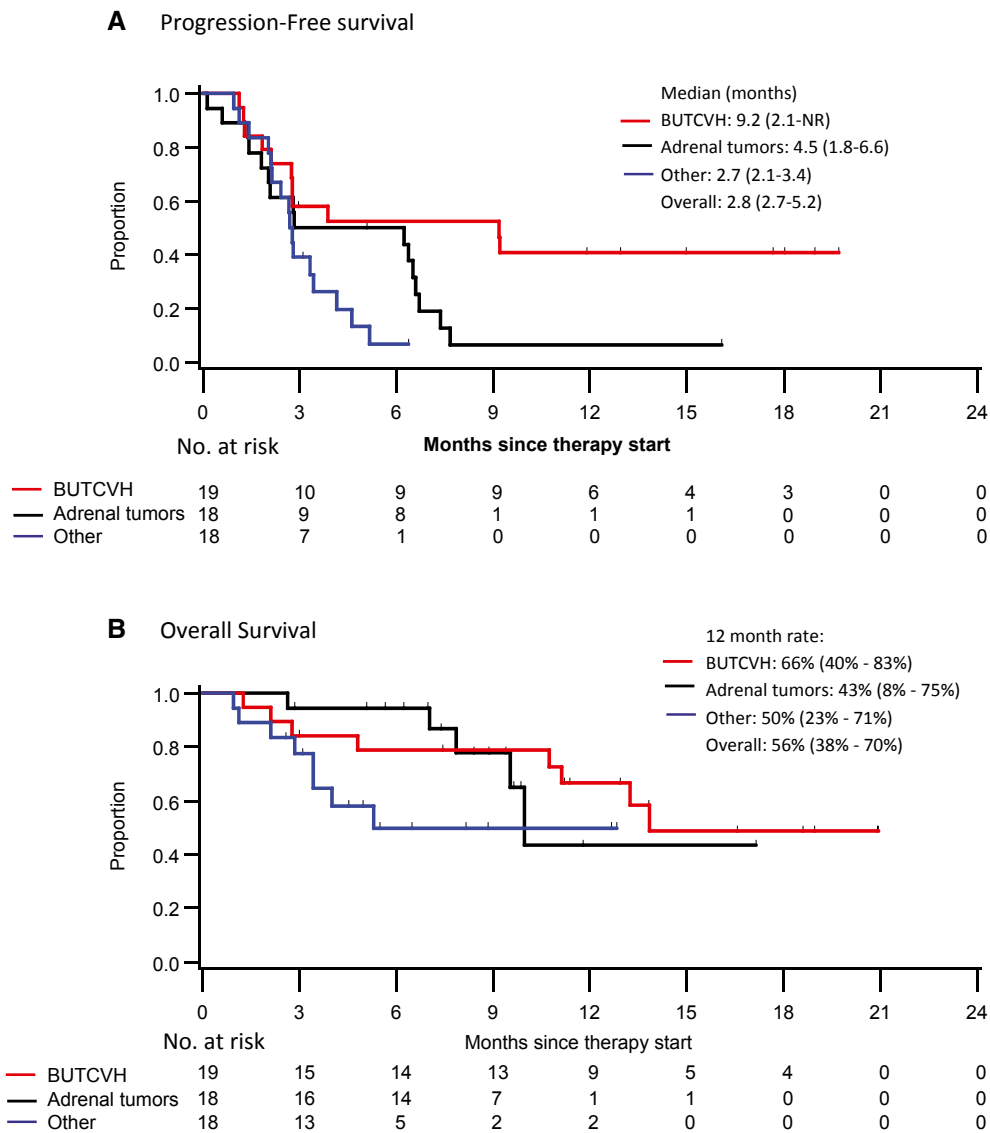 A Progression-Free survival
Median (months)
BUTCVH: 9.2 (2.1-NR)
Adrenal tumors: 4.5 (1.8-6.6)
Other: 2.7 (2.1-3.4)
Overall: 2.8 (2.7-5.2)
Proportion
1.0
0.8
0.6
0.4
0.2
0.0
0 3 6 9 12 15 18 21 24
No. at risk Months since therapy start
BUTCVH 19 10 9 9 6 4 3 0 0
Adrenal tumors 18 9 8 1 1 1 0 0 0
Other 18 7 1 0 0 0 0 0 0
B Overall Survival
12 month rate:
BUTCVH: 66% (40% - 83%)
Adrenal tumors: 43% (8% - 75%)
Other: 50% (23% - 71%)
Overall: 56% (38% - 70%)
Proportion
1.0
0.8
0.6
0.4
0.2
0.0
0 3 6 9 12 15 18 21 24
No. at risk Months since therapy start
BUTCVH 19 15 14 13 9 5 4 0 0
Adrenal tumors 18 16 14 7 1 1 0 0 0
Other 18 13 5 2 2 0 0 0 0